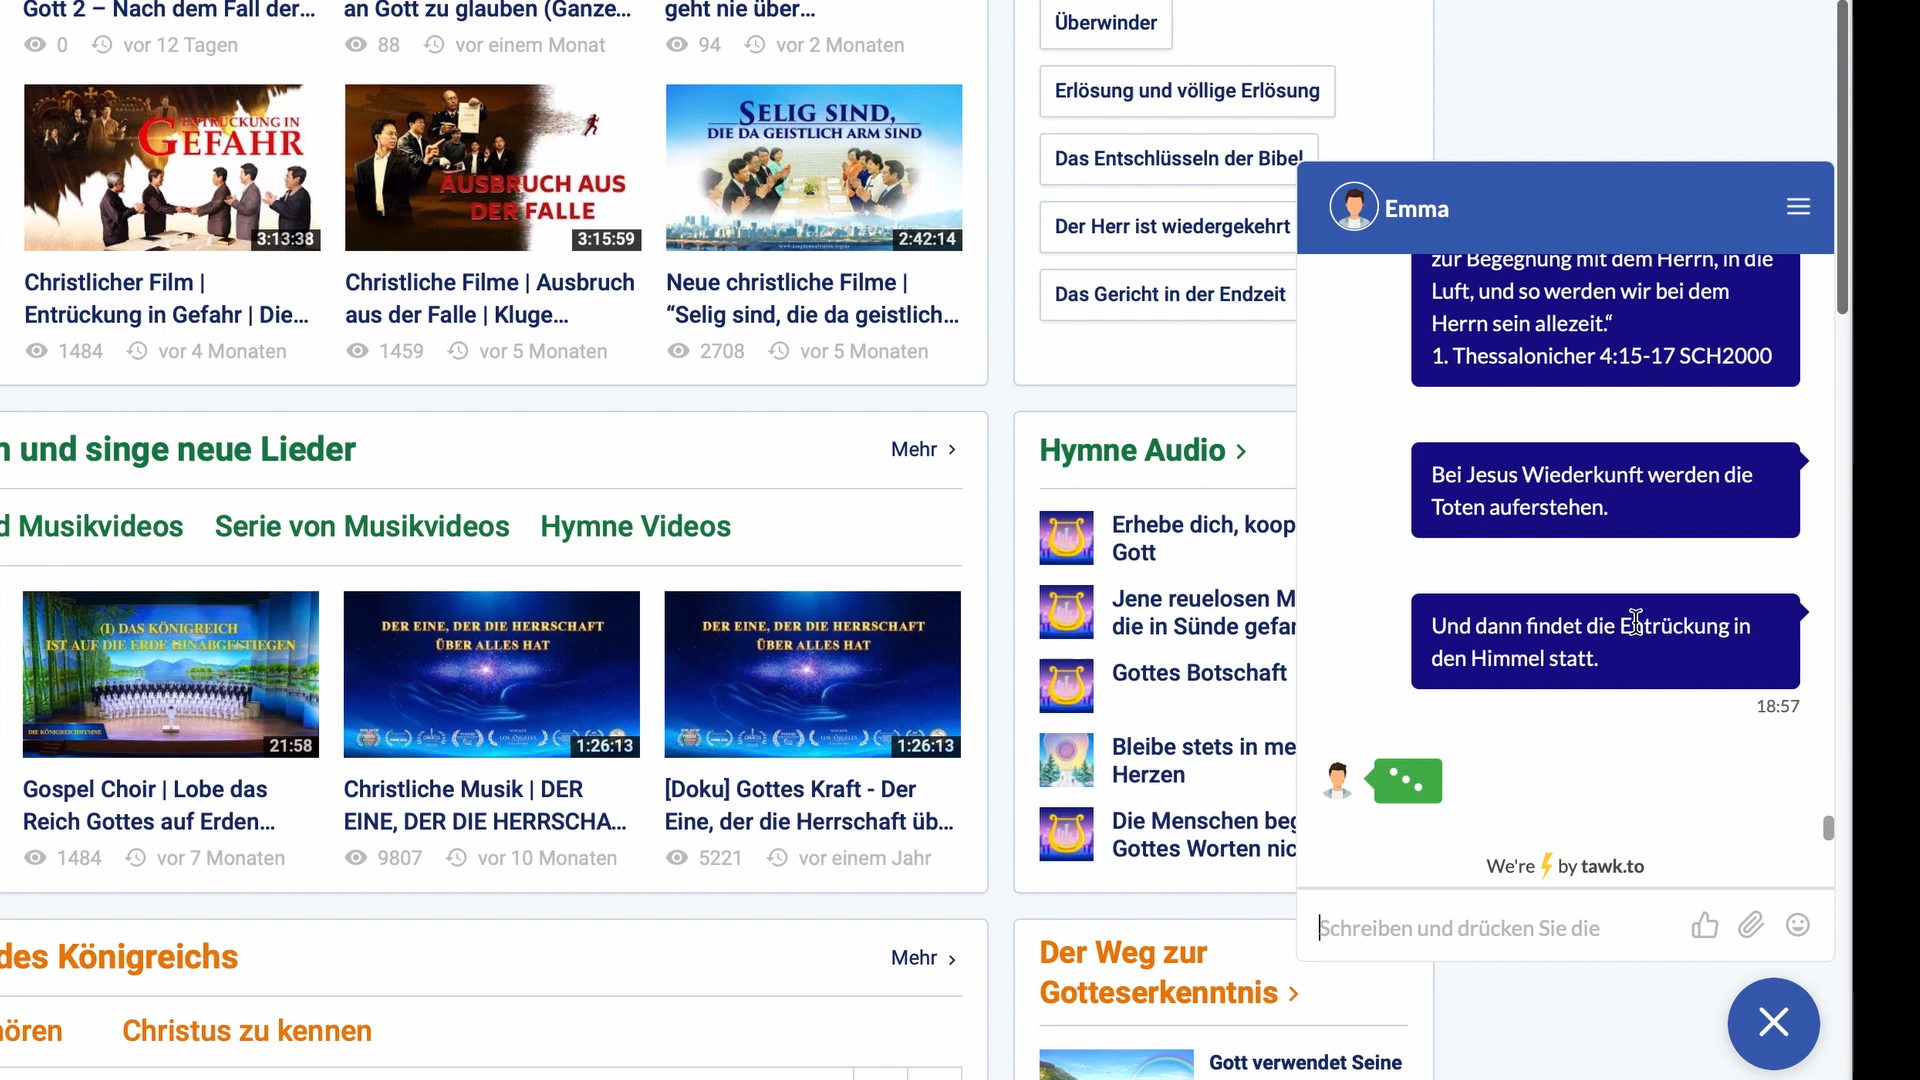 Gott 2 – Nach dem Fall der...
0 vor 12 Tagen
an Gott zu glauben (Ganze...
88 vor einem Monat
geht nie über...
94 vor 2 Monaten
ENTRÜCKUNG IN
GEFAHR
3:13:38
Christlicher Film |
Entrückung in Gefahr | Die...
1484 vor 4 Monaten
AUSBRUCH AUS
DER FALLE
3:15:59
Christliche Filme | Ausbruch
aus der Falle | Kluge...
1459 vor 5 Monaten
SELIG SIND,
DIE DA GEISTLICH ARM SIND
2:42:14
Neue christliche Filme |
“Selig sind, die da geistlich...
2708 vor 5 Monaten
Überwinder
Erlösung und völlige Erlösung
Das Entschlüsseln der Bibel
Der Herr ist wiedergekehrt
Das Gericht in der Endzeit
n und singe neue Lieder
Mehr
d Musikvideos Serie von Musikvideos Hymne Videos
(I) DAS KÖNIGREICH
IST AUF DIE ERDE HINABGESTIEGEN
DIE KÖNIGREICHHYMNE
21:58
Gospel Choir | Lobe das
Reich Gottes auf Erden...
1484 vor 7 Monaten
DER EINE, DER DIE HERRSCHAFT
ÜBER ALLES HAT
1:26:13
Christliche Musik | DER
EINE, DER DIE HERRSCHA...
9807 vor 10 Monaten
DER EINE, DER DIE HERRSCHAFT
ÜBER ALLES HAT
1:26:13
[Doku] Gottes Kraft - Der
Eine, der die Herrschaft üb...
5221 vor einem Jahr
Hymne Audio
Erhebe dich, koop
Gott
Jene reuelosen M
die in Sünde gefan
Gottes Botschaft
Bleibe stets in me
Herzen
Die Menschen beg
Gottes Worten nic
des Königreichs
Mehr
hören Christus zu kennen
Der Weg zur
Gotteserkenntnis
Gott verwendet Seine
Emma
zur Begegnung mit dem Herrn, in die
Luft, und so werden wir bei dem
Herrn sein allezeit.“
1. Thessalonicher 4:15-17 SCH2000
Bei Jesus Wiederkunft werden die
Toten auferstehen.
Und dann findet die Entrückung in
den Himmel statt.
18:57
We're by tawk.to
Schreiben und drücken Sie die